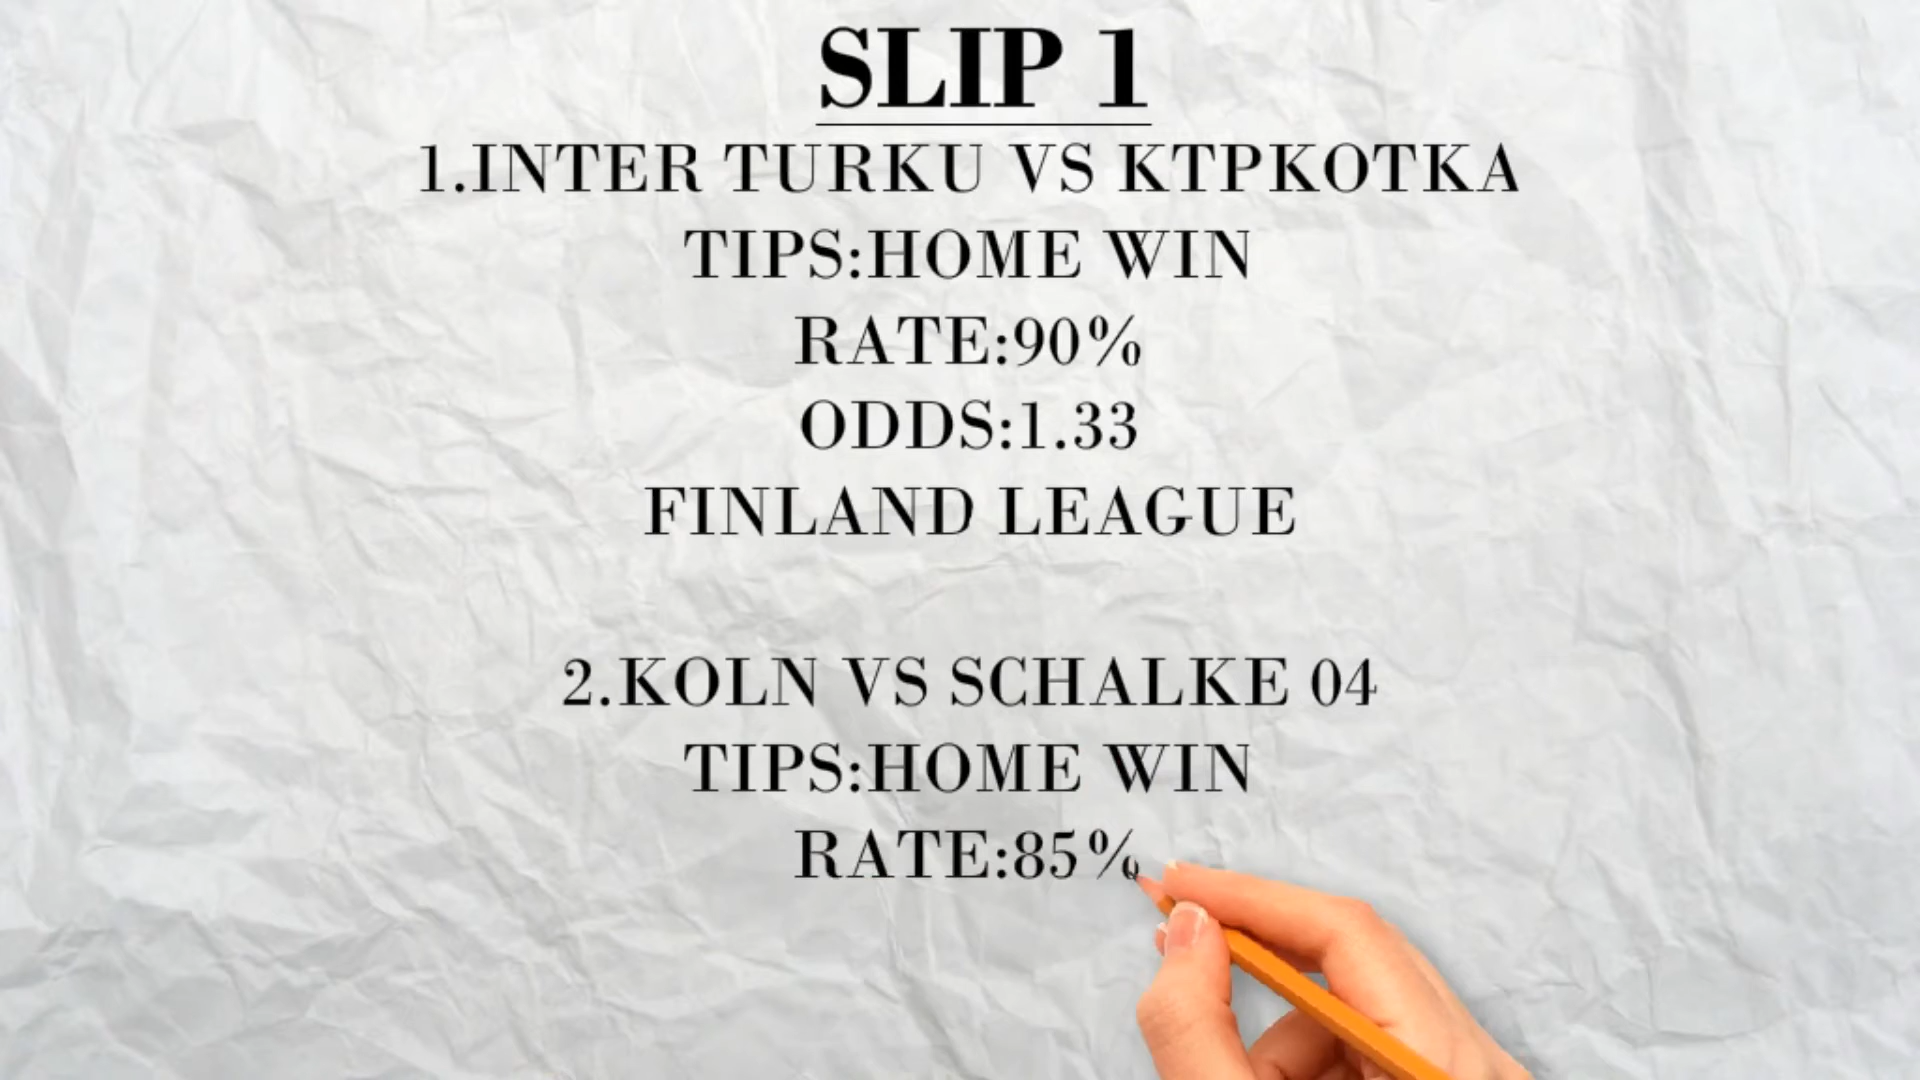 SLIP 1
1.INTER TURKU VS KTPKOTKA
TIPS:HOME WIN
RATE:90%
ODDS:1.33
FINLAND LEAGUE
2.KOLN VS SCHALKE 04
TIPS:HOME WIN
RATE:85%